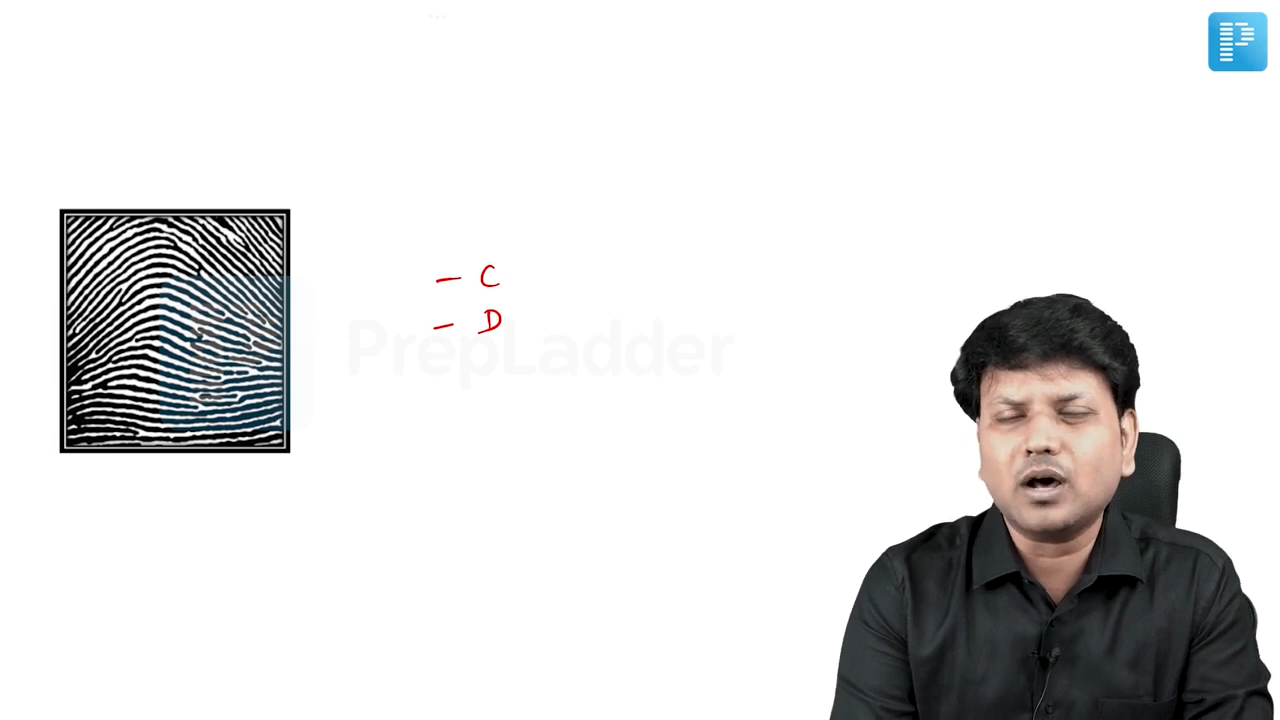 – C
– D
PrepLadder